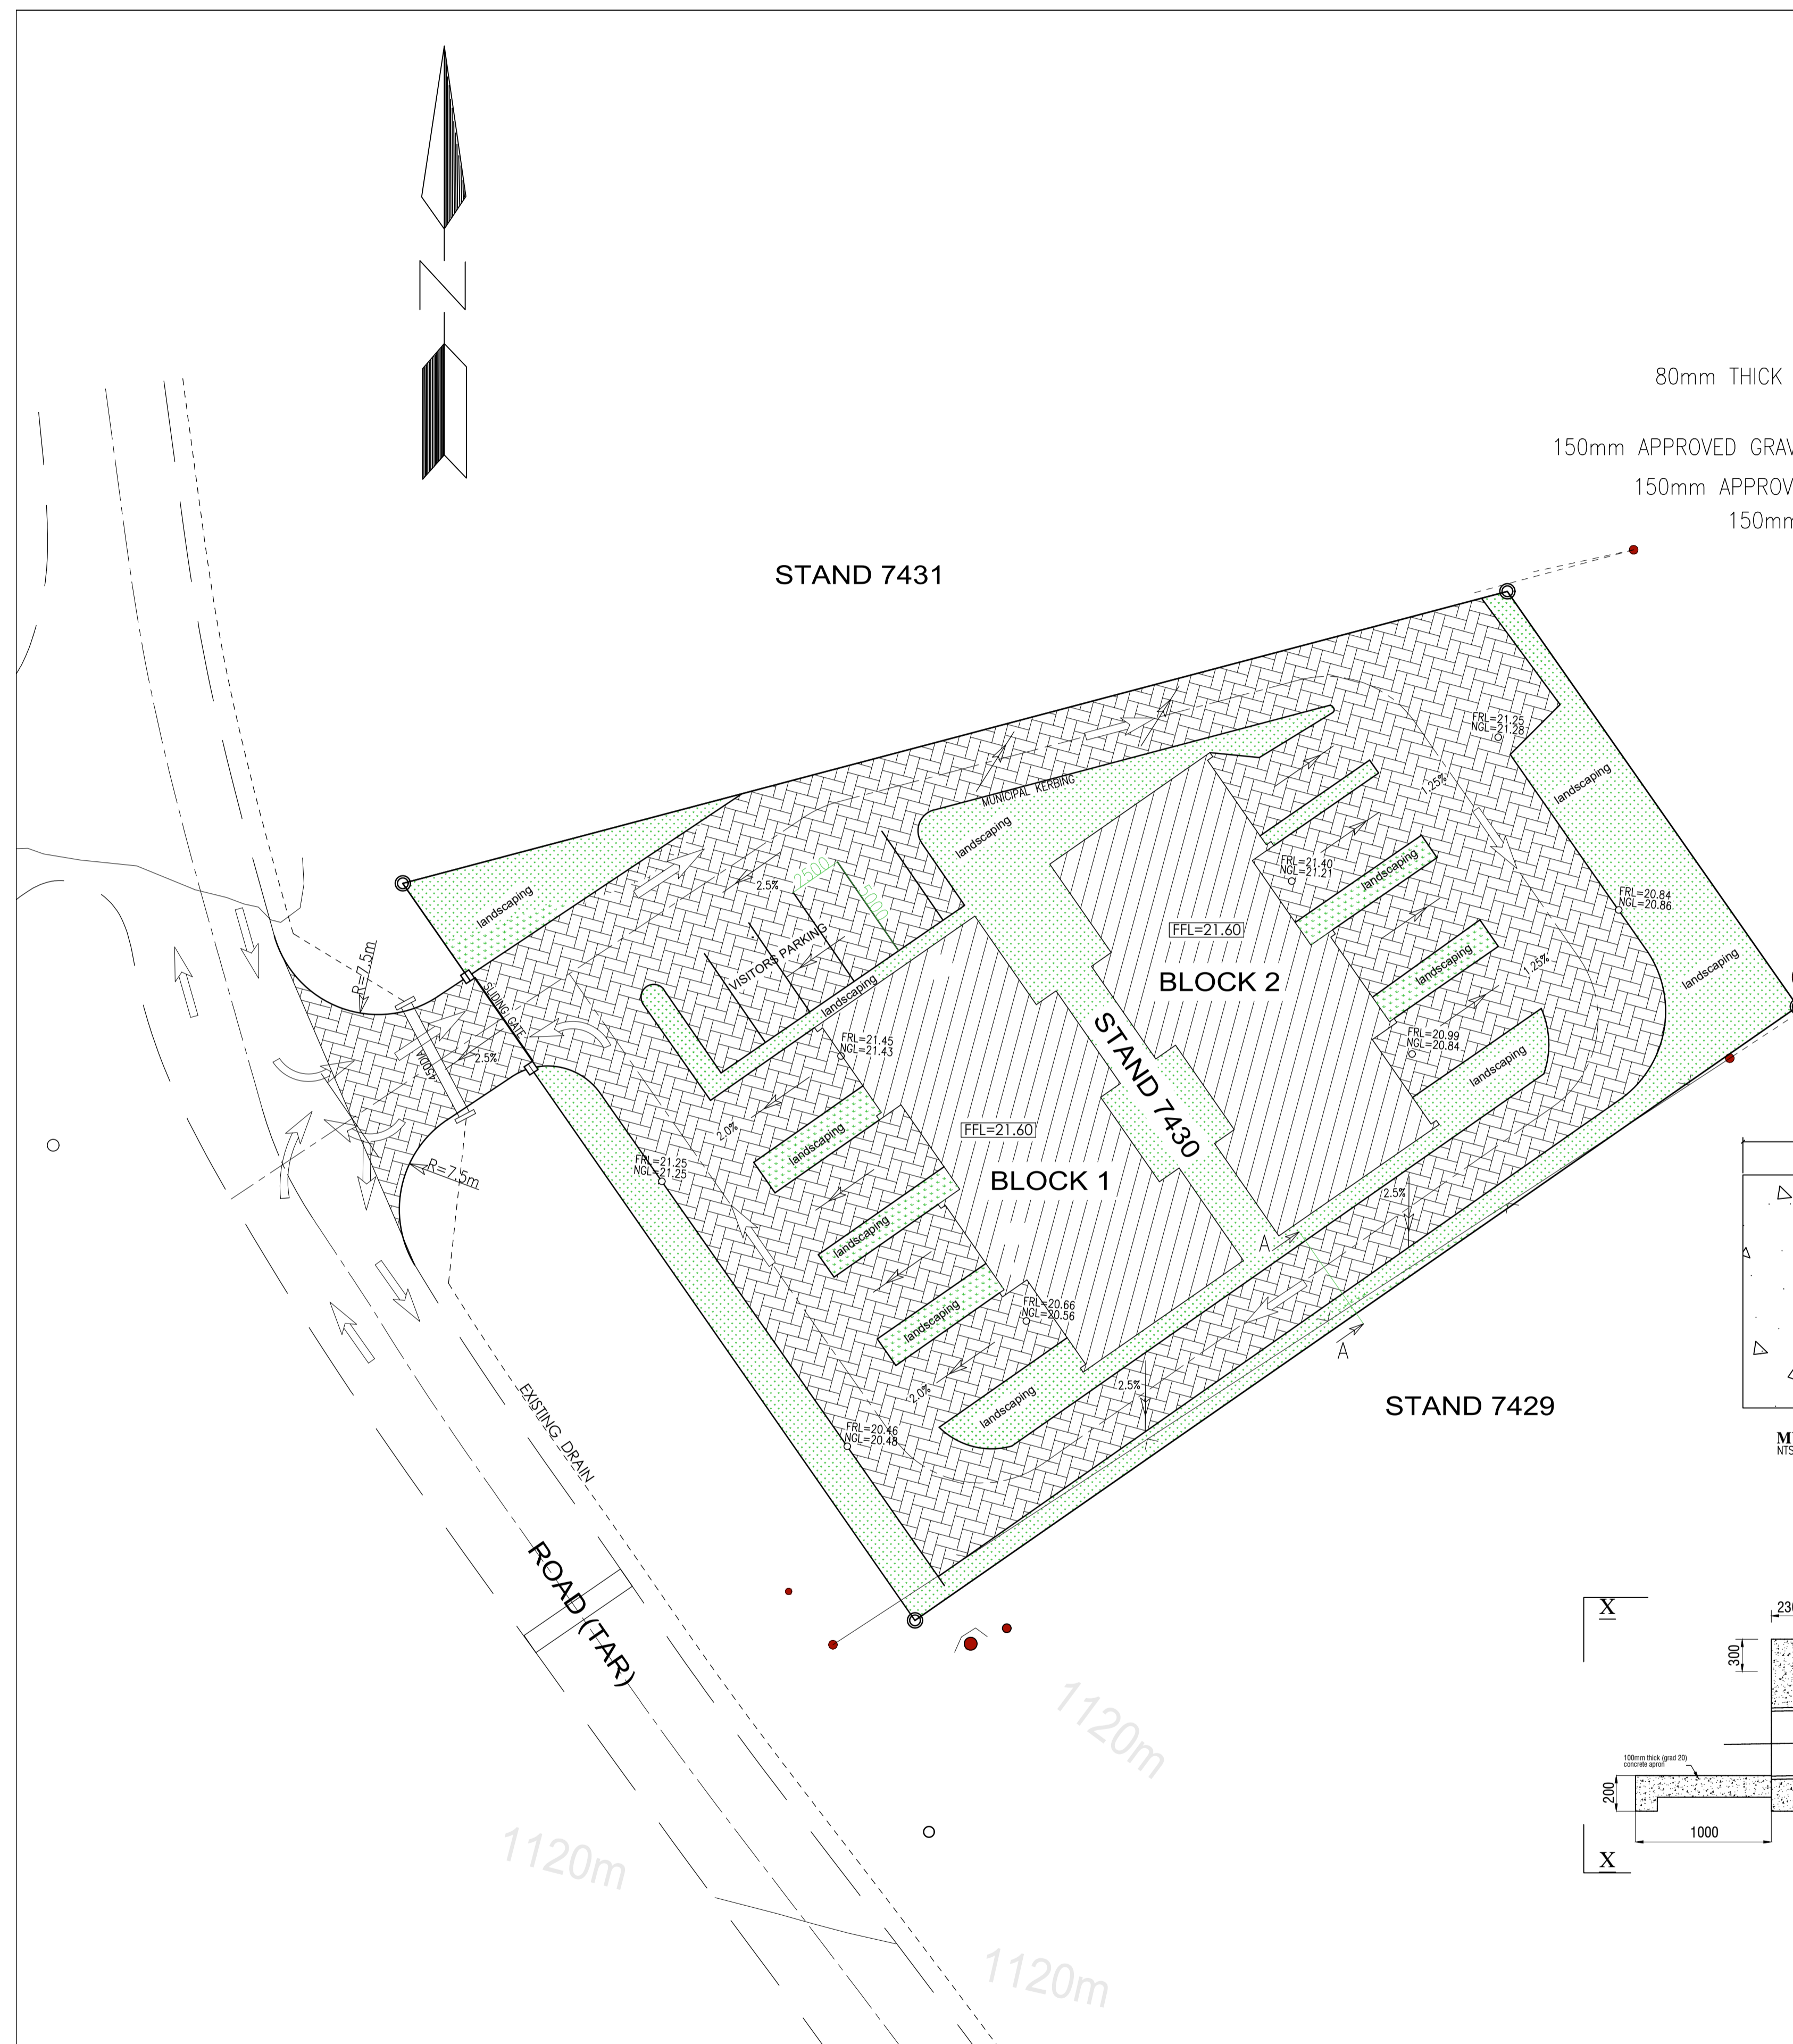 N
80mm THICK
150mm APPROVED GRAV
150mm APPROV
150mm
STAND 7431
FRL=21.25
NGL=21.28
1.25%
landscaping
MUNICIPAL KERBING
landscaping
FRL=21.40
NGL=21.21
landscaping
2500
5000
2.5%
landscaping
FRL=20.84
NGL=20.86
VISITORS PARKING
FFL=21.60
BLOCK 2
landscaping
1.25%
landscaping
landscaping
R=7.5m
SLIDING GATE
450DIA
2.5%
FRL=21.45
NGL=21.43
STAND 7430
FRL=20.99
NGL=20.84
landscaping
2.0%
landscaping
FFL=21.60
BLOCK 1
R=7.5m
FRL=21.25
NGL=21.25
2.5%
landscaping
A
A
FRL=20.66
NGL=20.56
landscaping
2.0%
2.5%
landscaping
STAND 7429
FRL=20.46
NGL=20.48
EXISTING DRAIN
ROAD (TAR)
NTS
X
300
100mm thick (grad 20)
concrete apron
200
1000
X
1120m
1120m
1120m